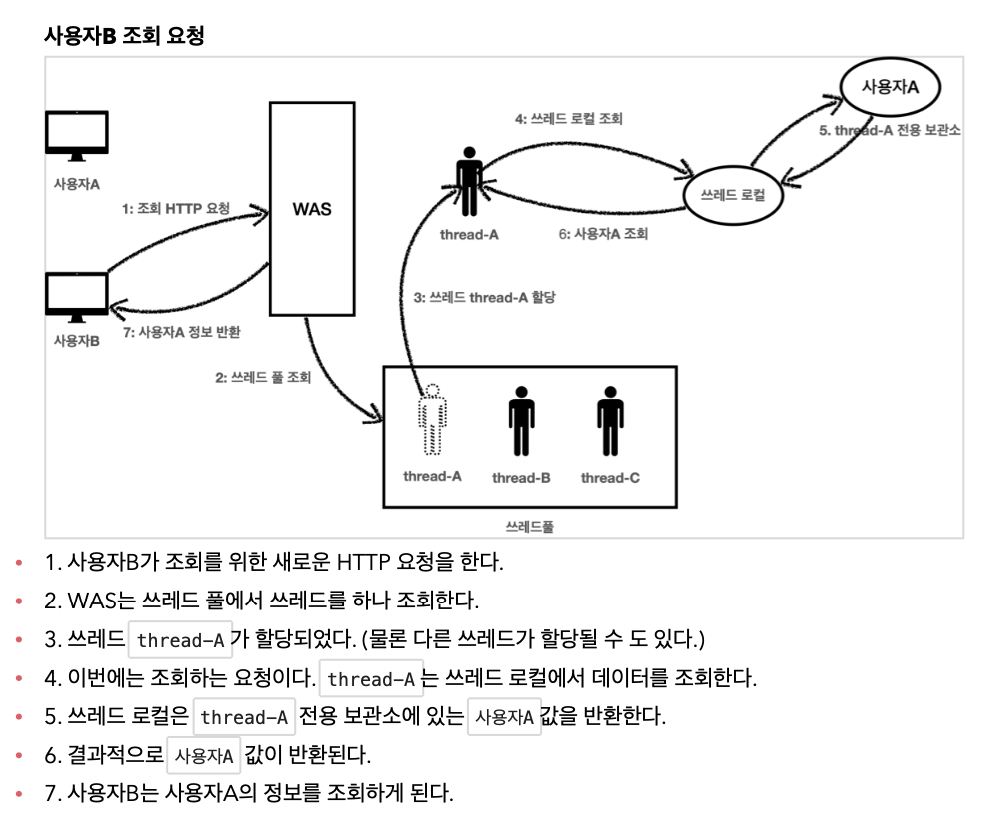 사용자B 조회 요청
사용자A
4: 쓰레드 로컬 조회
5. thread-A 전용 보관소
사용자A
쓰레드 로컬
1: 조회 HTTP 요청
WAS
thread-A
6: 사용자A 조회
3: 쓰레드 thread-A 할당
7: 사용자A 정보 반환
사용자B
2: 쓰레드 풀 조회
thread-A
thread-B
thread-C
쓰레드풀
• 1. 사용자B가 조회를 위한 새로운 HTTP 요청을 한다.
• 2. WAS는 쓰레드 풀에서 쓰레드를 하나 조회한다.
• 3. 쓰레드 thread-A 가 할당되었다. (물론 다른 쓰레드가 할당될 수 도 있다.)
• 4. 이번에는 조회하는 요청이다. thread-A 는 쓰레드 로컬에서 데이터를 조회한다.
• 5. 쓰레드 로컬은 thread-A 전용 보관소에 있는 사용자A 값을 반환한다.
• 6. 결과적으로 사용자A 값이 반환된다.
• 7. 사용자B는 사용자A의 정보를 조회하게 된다.